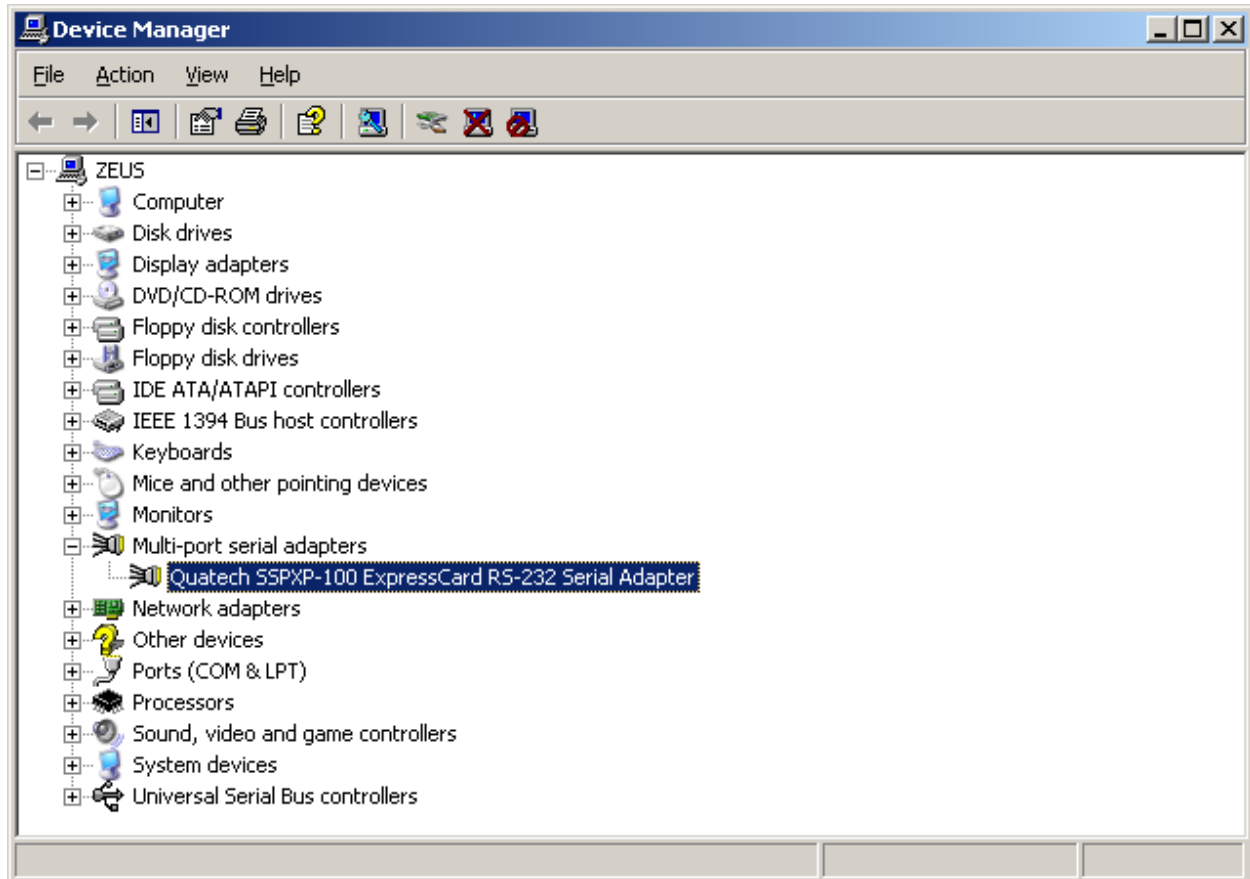 Device Manager
File Action View Help
ZEUS
Computer
Disk drives
Display adapters
DVD/CD-ROM drives
Floppy disk controllers
Floppy disk drives
IDE ATA/ATAPI controllers
IEEE 1394 Bus host controllers
Keyboards
Mice and other pointing devices
Monitors
Multi-port serial adapters
Quatech SSPXP-100 ExpressCard RS-232 Serial Adapter
Network adapters
Other devices
Ports (COM & LPT)
Processors
Sound, video and game controllers
System devices
Universal Serial Bus controllers